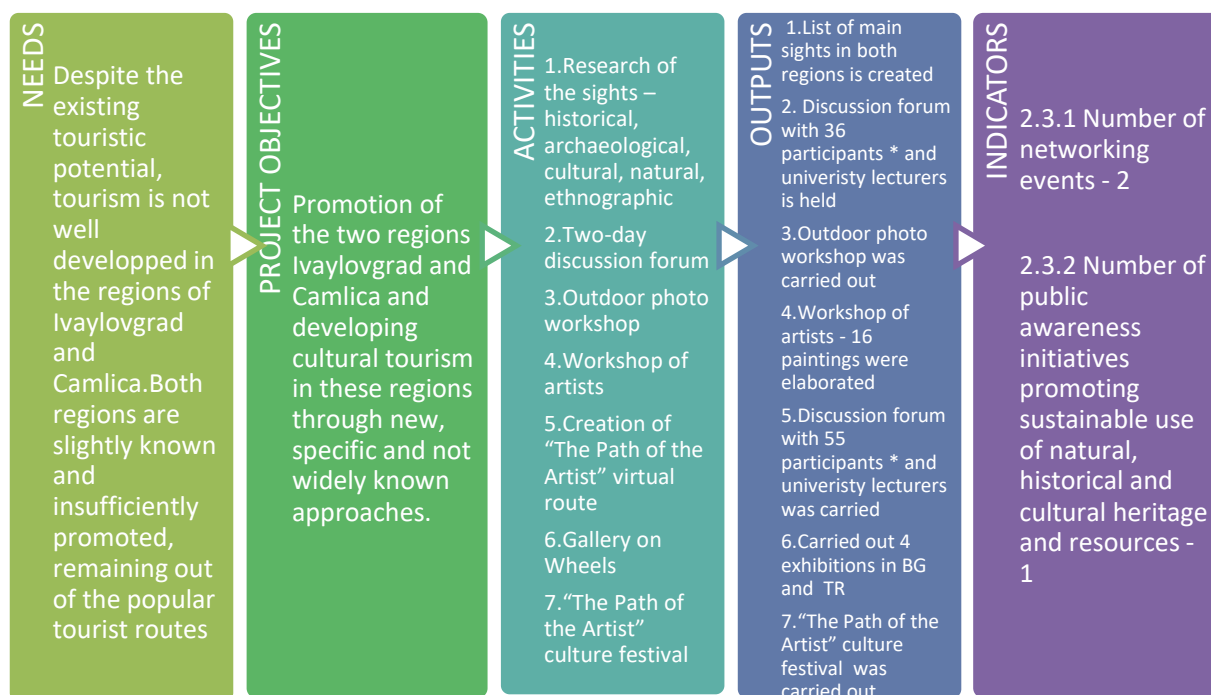 NEEDS
Despite the
existing
touristic
potential,
tourism is not
well
developped in
the regions of
Ivaylovgrad
and
Camlica.Both
regions are
slightly known
and
insufficiently
promoted,
remaining out
of the popular
tourist routes
PROJECT OBJECTIVES
Promotion of
the two regions
Ivaylovgrad and
Camlica and
developing
cultural tourism
in these regions
through new,
specific and not
widely known
approaches.
ACTIVITIES
1.Research of
the sights –
historical,
archaeological,
cultural, natural,
ethnographic
2.Two-day
discussion forum
3.Outdoor photo
workshop
4.Workshop of
artists
5.Creation of
“The Path of the
Artist” virtual
route
6.Gallery on
Wheels
7.“The Path of
the Artist”
culture festival
OUTPUTS
1.List of main
sights in both
regions is created
2. Discussion forum
with 36
participants * and
univeristy lecturers
is held
3.Outdoor photo
workshop was
carried out
4.Workshop of
artists - 16
paintings were
elaborated
5.Discussion forum
with 55
participants * and
univeristy lecturers
was carried
6.Carried out 4
exhibitions in BG
and TR
7.“The Path of the
Artist” culture
festival was
carried out
INDICATORS
2.3.1 Number of
networking
events - 2
2.3.2 Number of
public
awareness
initiatives
promoting
sustainable use
of natural,
historical and
cultural heritage
and resources -
1